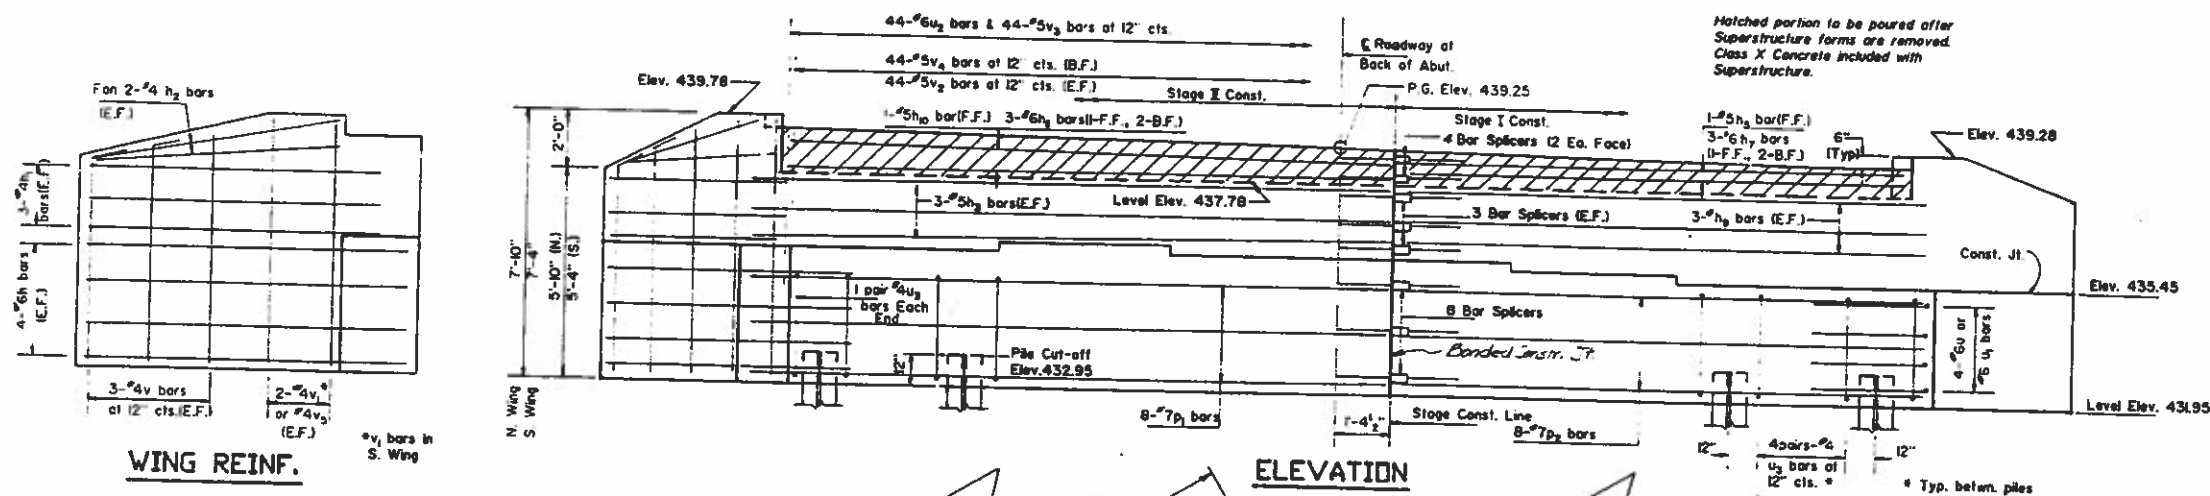 Fan 2-#4 h₂ bars
(E.F.)
3-#4h₁
bars(E.F.)
4-#6h bars
(E.F.)
3-#4v bars
at 12" cts.(E.F.)
2-#4v₁*
or #4v₅
(E.F.)
*v₁ bars in
S. Wing
WING REINF.
44-#6u₂ bars & 44-#5v₃ bars at 12" cts.
44-#5v₄ bars at 12" cts. (B.F.)
44-#5v₂ bars at 12" cts. (E.F.)
Stage II Const.
℄ Roadway at
Back of Abut.
P.G. Elev. 439.25
Stage I Const.
Hatched portion to be poured after
Superstructure forms are removed.
Class X Concrete included with
Superstructure.
Elev. 439.78
1-#5h₁₀ bar(F.F.)
3-#6h₈ bars(1-F.F., 2-B.F.)
4 Bar Splicers (2 Ea. Face)
1-#5h₅ bar(F.F.)
3-#6h₇ bars
(1-F.F., 2-B.F.)
6"
(Typ)
Elev. 439.28
2'-0"
7'-10"
7'-4"
5'-10" (N.)
5'-4" (S.)
N. Wing
S. Wing
3-#5h₃ bars(E.F.)
Level Elev. 437.78
3 Bar Splicers (E.F.)
3-#h₉ bars (E.F.)
Const. Jt.
Elev. 435.45
1 pair #4u₃
bars Each
End
8 Bar Splicers
12"
Pile Cut-off
Elev. 432.95
Bonded Constr. Jt.
4-#6u or
#6 u₁ bars
Level Elev. 431.95
8-#7p₁ bars
1'-4½"
Stage Const. Line
8-#7p₂ bars
12"
4pairs-#4
u₃ bars at
12" cts. *
12"
* Typ. betwn. piles
ELEVATION